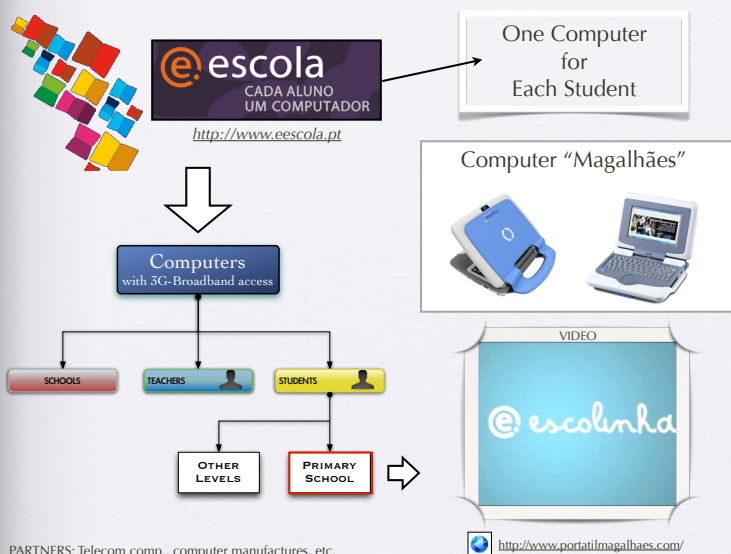 e. escola
CADA ALUNO
UM COMPUTADOR
http://www.eescola.pt
One Computer
for
Each Student
Computer “Magalhães”
Computers
with 3G-Broadband access
SCHOOLS
TEACHERS
STUDENTS
OTHER
LEVELS
PRIMARY
SCHOOL
VIDEO
e. escolinha
http://www.portatilmagalhaes.com/
PARTNERS: Telecom comp., computer manufactures, etc